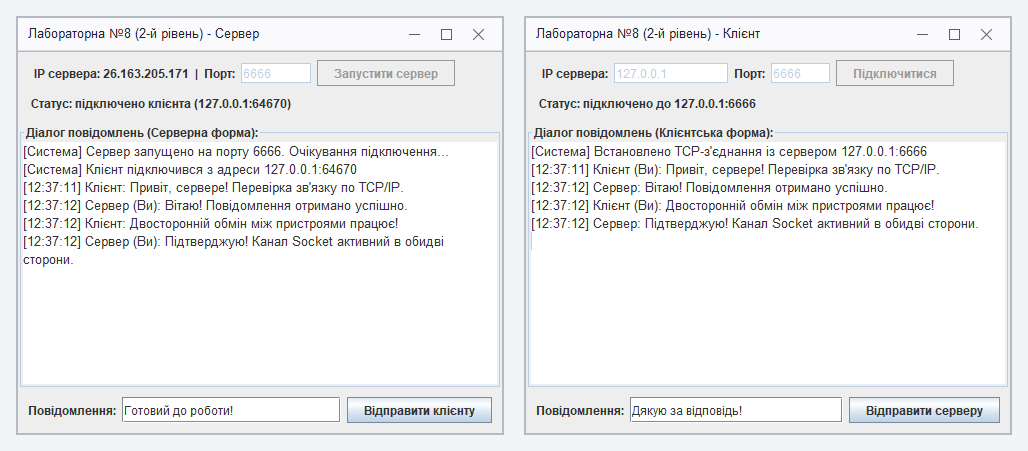 Лабораторна №8 (2-й рівень) - Сервер
IP сервера: 26.163.205.171 | Порт: 6666 Запустити сервер
Статус: підключено клієнта (127.0.0.1:64670)
Діалог повідомлень (Серверна форма):
[Система] Сервер запущено на порту 6666. Очікування підключення...
[Система] Клієнт підключився з адреси 127.0.0.1:64670
[12:37:11] Клієнт: Привіт, сервере! Перевірка зв'язку по TCP/IP.
[12:37:12] Сервер (Ви): Вітаю! Повідомлення отримано успішно.
[12:37:12] Клієнт: Двосторонній обмін між пристроями працює!
[12:37:12] Сервер (Ви): Підтверджую! Канал Socket активний в обидві
сторони.
Повідомлення: Готовий до роботи! Відправити клієнту
Лабораторна №8 (2-й рівень) - Клієнт
IP сервера: 127.0.0.1 Порт: 6666 Підключитися
Статус: підключено до 127.0.0.1:6666
Діалог повідомлень (Клієнтська форма):
[Система] Встановлено TCP-з'єднання із сервером 127.0.0.1:6666
[12:37:11] Клієнт (Ви): Привіт, сервере! Перевірка зв'язку по TCP/IP.
[12:37:12] Сервер: Вітаю! Повідомлення отримано успішно.
[12:37:12] Клієнт (Ви): Двосторонній обмін між пристроями працює!
[12:37:12] Сервер: Підтверджую! Канал Socket активний в обидві сторони.
Повідомлення: Дякую за відповідь! Відправити серверу